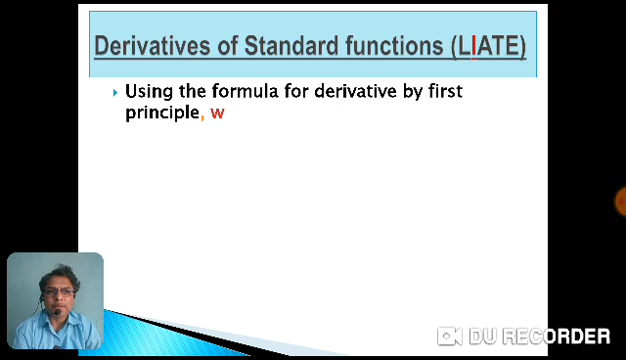 Derivatives of Standard functions (LIATE)
Using the formula for derivative by first
principle, w
DU RECORDER